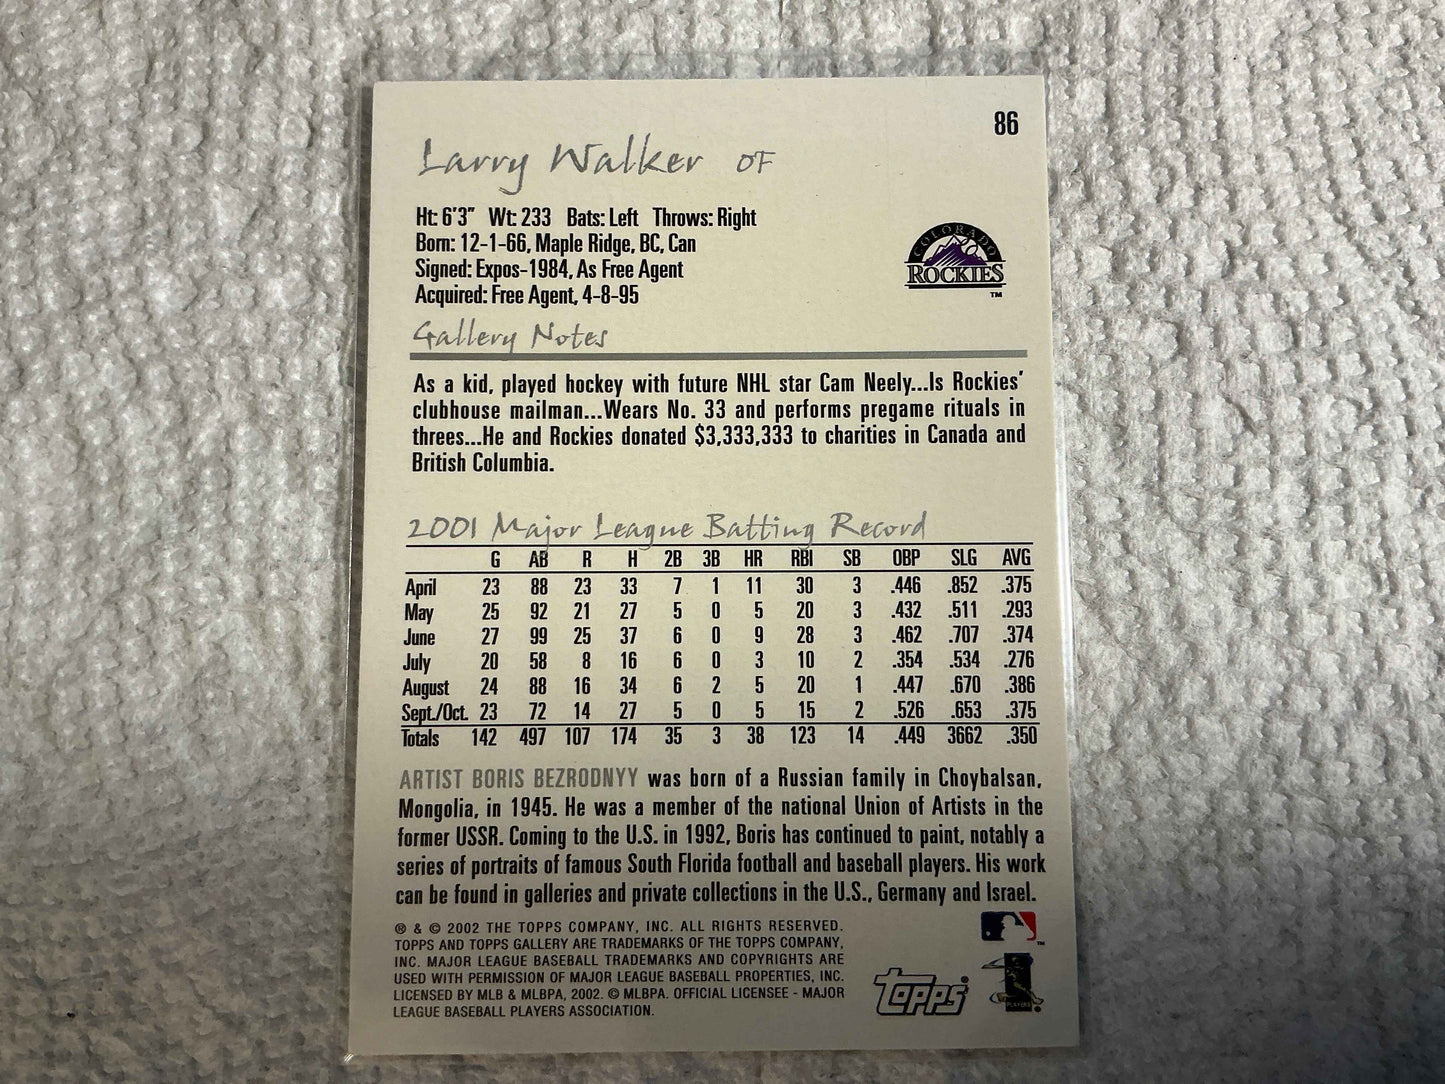 86
Larry Walker OF
Ht: 6'3" Wt: 233 Bats: Left Throws: Right
Born: 12-1-66, Maple Ridge, BC, Can
Signed: Expos-1984, As Free Agent
Acquired: Free Agent, 4-8-95
COLORADO
ROCKIES
TM
Gallery Notes
As a kid, played hockey with future NHL star Cam Neely...Is Rockies'
clubhouse mailman...Wears No. 33 and performs pregame rituals in
threes...He and Rockies donated $3,333,333 to charities in Canada and
British Columbia.
2001 Major League Batting Record
G AB R H 2B 3B HR RBI SB OBP SLG AVG
April 23 88 23 33 7 1 11 30 3 .446 .852 .375
May 25 92 21 27 5 0 5 20 3 .432 .511 .293
June 27 99 25 37 6 0 9 28 3 .462 .707 .374
July 20 58 8 16 6 0 3 10 2 .354 .534 .276
August 24 88 16 34 6 2 5 20 1 .447 .670 .386
Sept./Oct. 23 72 14 27 5 0 5 15 2 .526 .653 .375
Totals 142 497 107 174 35 3 38 123 14 .449 3662 .350
ARTIST BORIS BEZRODNYY was born of a Russian family in Choybalsan,
Mongolia, in 1945. He was a member of the national Union of Artists in the
former USSR. Coming to the U.S. in 1992, Boris has continued to paint, notably a
series of portraits of famous South Florida football and baseball players. His work
can be found in galleries and private collections in the U.S., Germany and Israel.
® & © 2002 THE TOPPS COMPANY, INC. ALL RIGHTS RESERVED.
TOPPS AND TOPPS GALLERY ARE TRADEMARKS OF THE TOPPS COMPANY,
INC. MAJOR LEAGUE BASEBALL TRADEMARKS AND COPYRIGHTS ARE
USED WITH PERMISSION OF MAJOR LEAGUE BASEBALL PROPERTIES, INC.
LICENSED BY MLB & MLBPA, 2002. © MLBPA. OFFICIAL LICENSEE - MAJOR
LEAGUE BASEBALL PLAYERS ASSOCIATION.
TM
Topps®
PLAYERS